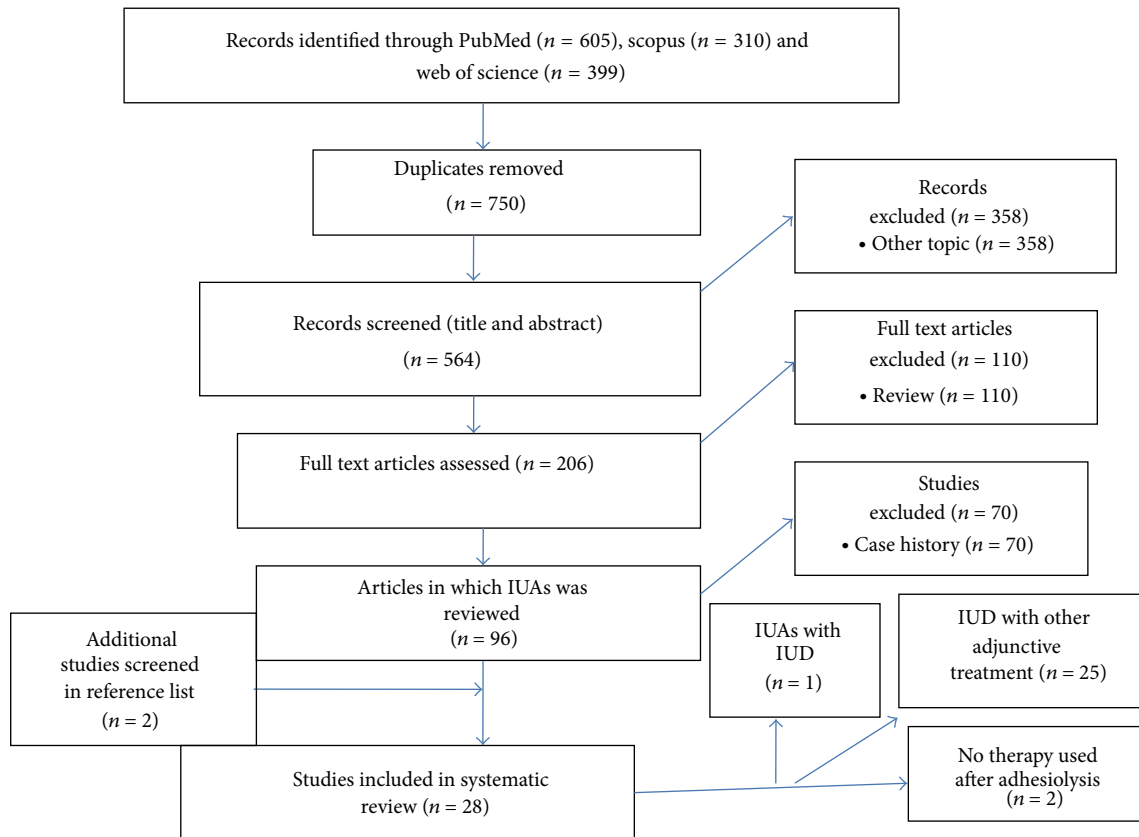 Records identified through PubMed (n = 605), scopus (n = 310) and
web of science (n = 399)
Duplicates removed
(n = 750)
Records
excluded (n = 358)
• Other topic (n = 358)
Records screened (title and abstract)
(n = 564)
Full text articles
excluded (n = 110)
• Review (n = 110)
Full text articles assessed (n = 206)
Studies
excluded (n = 70)
• Case history (n = 70)
Articles in which IUAs was
reviewed
(n = 96)
Additional
studies screened
in reference list
(n = 2)
IUAs with
IUD
(n = 1)
IUD with other
adjunctive
treatment (n = 25)
Studies included in systematic
review (n = 28)
No therapy used
after adhesiolysis
(n = 2)